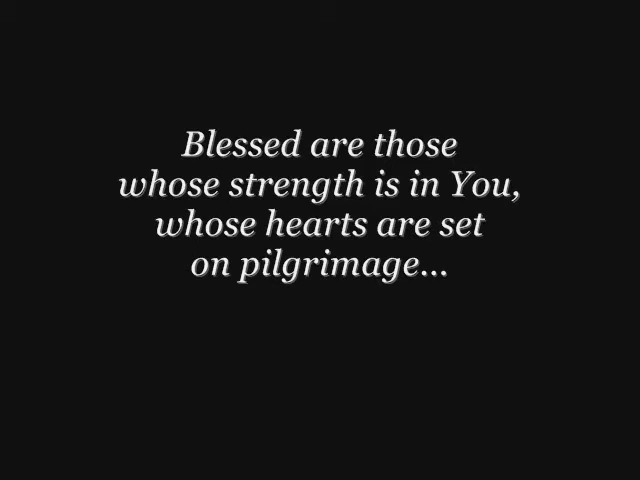 Blessed are those
whose strength is in You,
whose hearts are set
on pilgrimage...